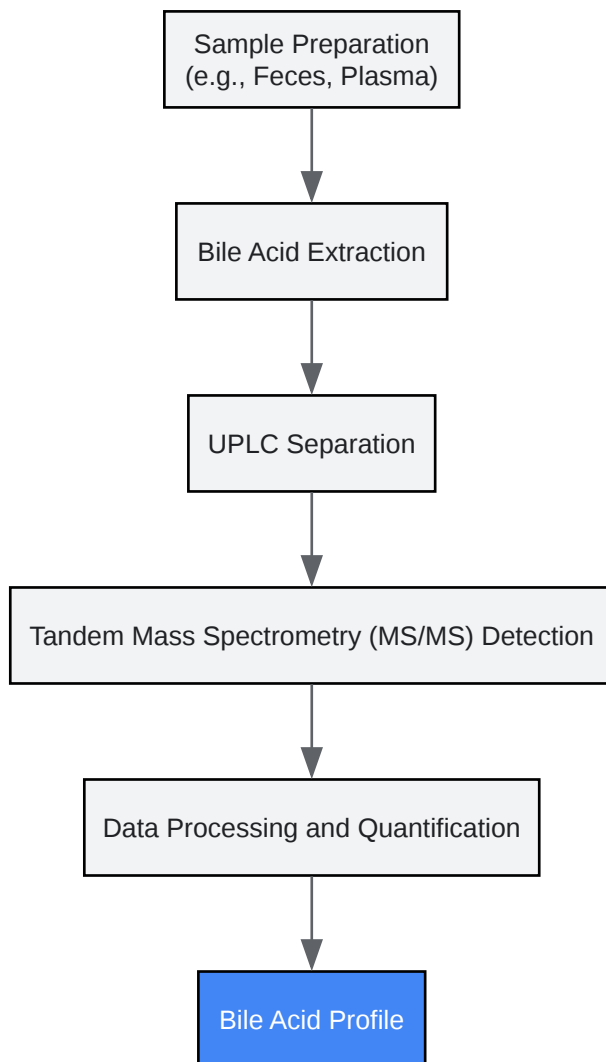 Sample Preparation
(e.g., Feces, Plasma)
Bile Acid Extraction
UPLC Separation
Tandem Mass Spectrometry (MS/MS) Detection
Data Processing and Quantification
Bile Acid Profile